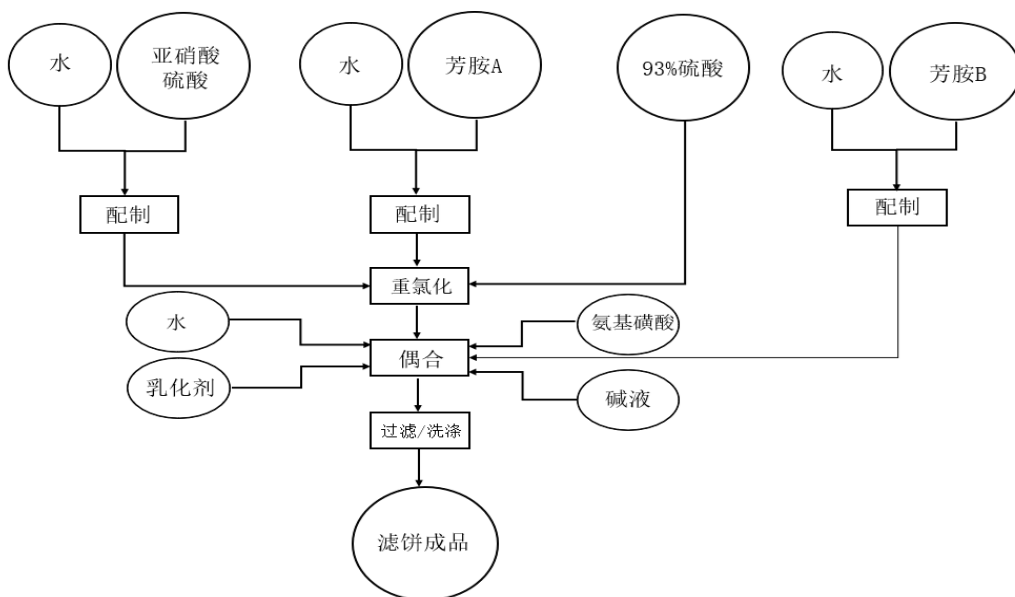 水
亚硝酸
硫酸
水
芳胺A
93%硫酸
水
芳胺B
配制
配制
配制
重氯化
水
氨基磺酸
偶合
乳化剂
碱液
过滤/洗涤
滤饼成品